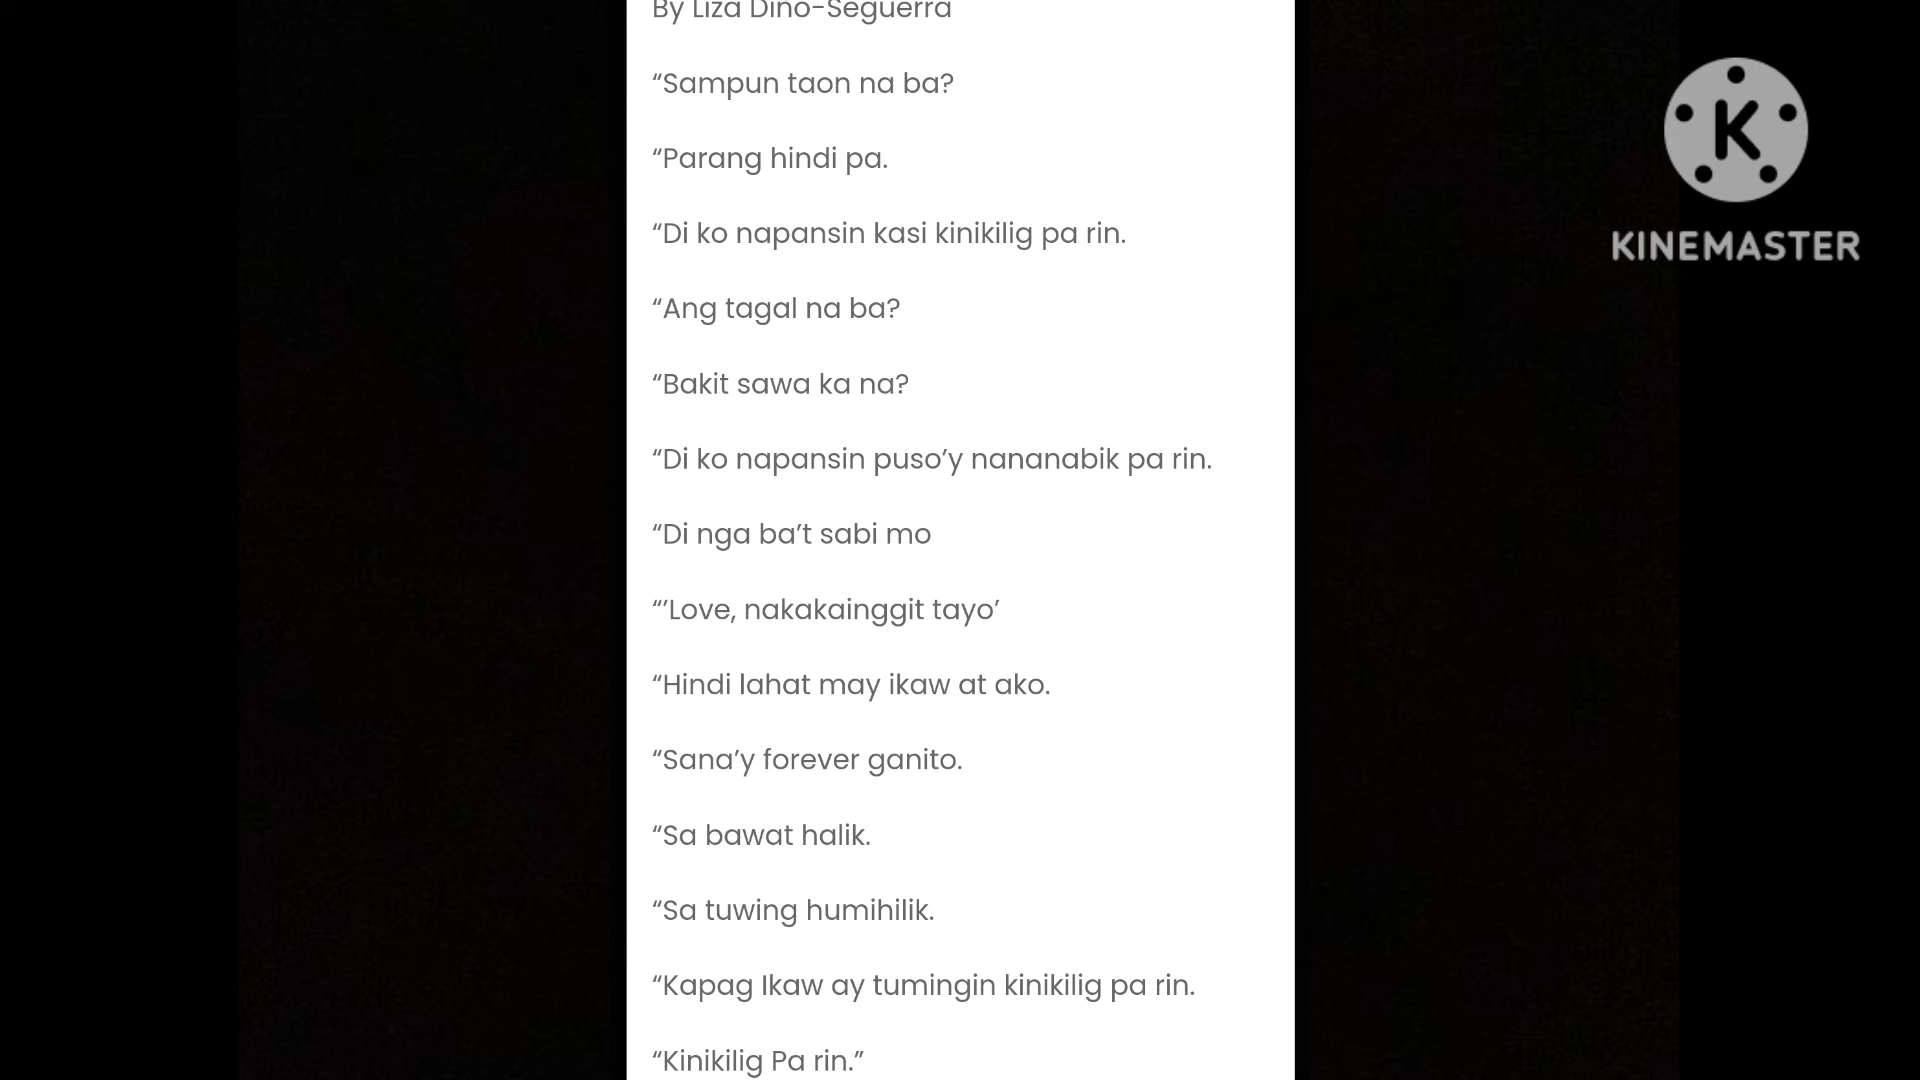 By Liza Dino-Seguerra
“Sampun taon na ba?
“Parang hindi pa.
“Di ko napansin kasi kinikilig pa rin.
“Ang tagal na ba?
“Bakit sawa ka na?
“Di ko napansin puso’y nananabik pa rin.
“Di nga ba’t sabi mo
“‘Love, nakakainggit tayo’
“Hindi lahat may ikaw at ako.
“Sana’y forever ganito.
“Sa bawat halik.
“Sa tuwing humihilik.
“Kapag Ikaw ay tumingin kinikilig pa rin.
“Kinikilig Pa rin.”
K
KINEMASTER